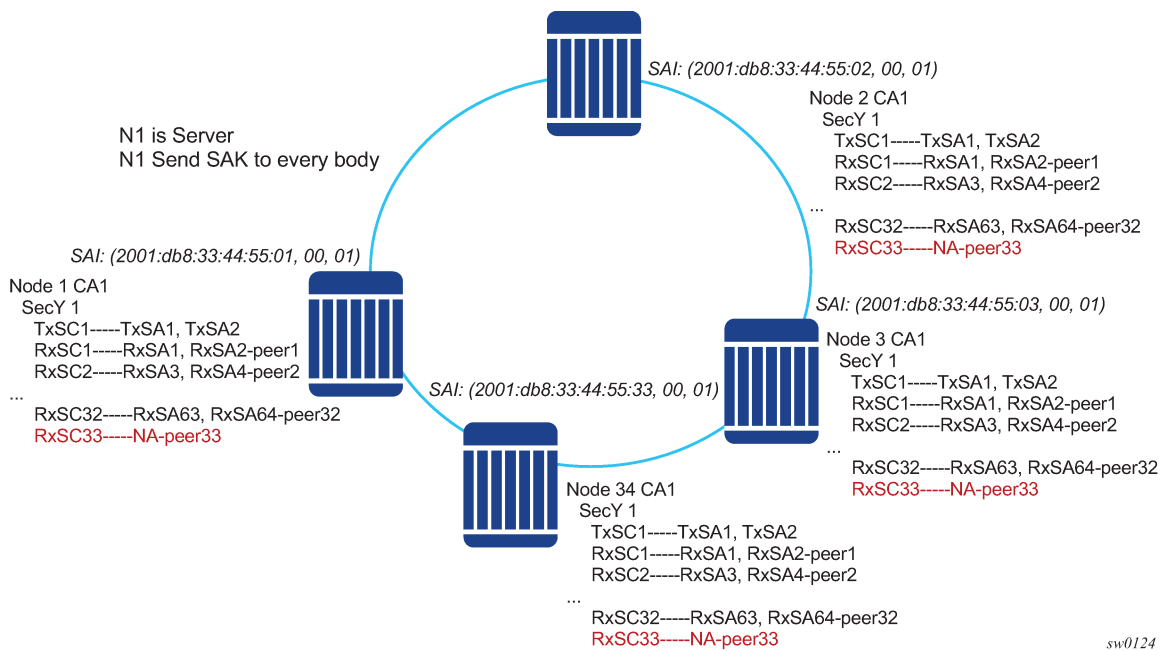 SAI: (2001:db8:33:44:55:02, 00, 01)
Node 2 CA1
SecY 1
TxSC1-----TxSA1, TxSA2
RxSC1-----RxSA1, RxSA2-peer1
RxSC2-----RxSA3, RxSA4-peer2
...
RxSC32-----RxSA63, RxSA64-peer32
RxSC33-----NA-peer33
N1 is Server
N1 Send SAK to every body
SAI: (2001:db8:33:44:55:01, 00, 01)
Node 1 CA1
SecY 1
TxSC1-----TxSA1, TxSA2
RxSC1-----RxSA1, RxSA2-peer1
RxSC2-----RxSA3, RxSA4-peer2
...
RxSC32-----RxSA63, RxSA64-peer32
RxSC33-----NA-peer33
SAI: (2001:db8:33:44:55:03, 00, 01)
Node 3 CA1
SecY 1
TxSC1-----TxSA1, TxSA2
RxSC1-----RxSA1, RxSA2-peer1
RxSC2-----RxSA3, RxSA4-peer2
...
RxSC32-----RxSA63, RxSA64-peer32
RxSC33-----NA-peer33
SAI: (2001:db8:33:44:55:33, 00, 01)
Node 34 CA1
SecY 1
TxSC1-----TxSA1, TxSA2
RxSC1-----RxSA1, RxSA2-peer1
RxSC2-----RxSA3, RxSA4-peer2
...
RxSC32-----RxSA63, RxSA64-peer32
RxSC33-----NA-peer33
sw0124